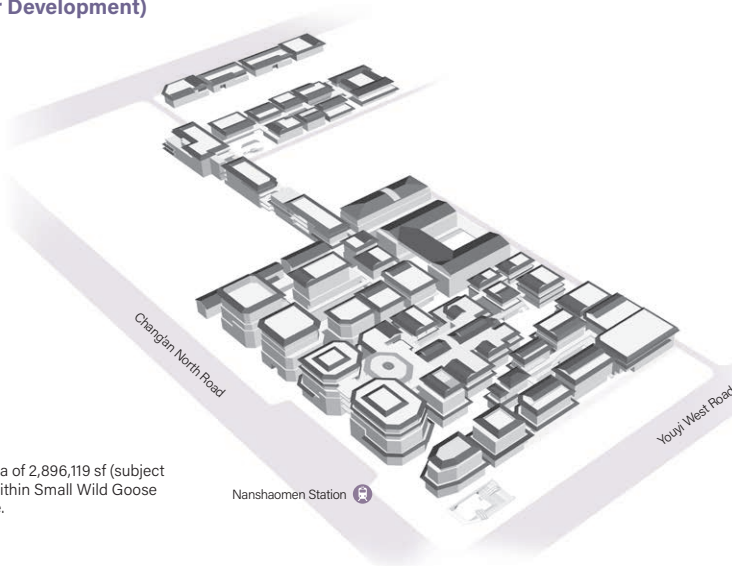 Development)
Chang'an North Road
Youyi West Road
a of 2,896,119 sf (subject
ithin Small Wild Goose
Nanshaomen Station